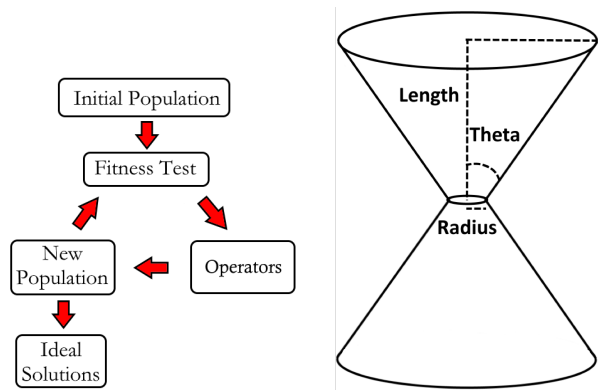 Initial Population
Fitness Test
New
Population
Operators
Ideal
Solutions
Length
Theta
Radius